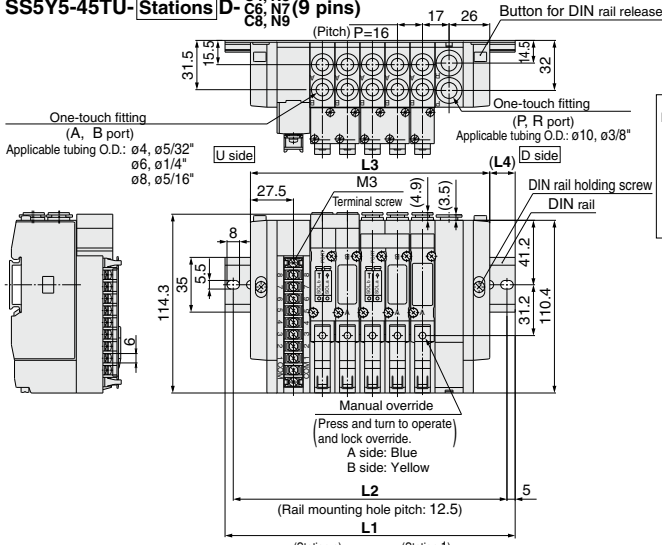 SS5Y5-45TU-Stations D- C6, N7 (9 pins)
C8, N9
Button for DIN rail release
(Pitch) P=16
17
26
31.5
15.5
14.5
32
One-touch fitting
(A, B port)
Applicable tubing O.D.: ø4, ø5/32"
ø6, ø1/4"
ø8, ø5/16"
One-touch fitting
(P, R port)
Applicable tubing O.D.: ø10, ø3/8"
U side
D side
L3
(L4)
27.5
M3
Terminal screw
(4.9)
(3.5)
DIN rail holding screw
DIN rail
8
5.5
35
114.3
41.2
31.2
110.4
6
Manual override
(Press and turn to operate
and lock override.)
A side: Blue
B side: Yellow
L2
5
(Rail mounting hole pitch: 12.5)
L1